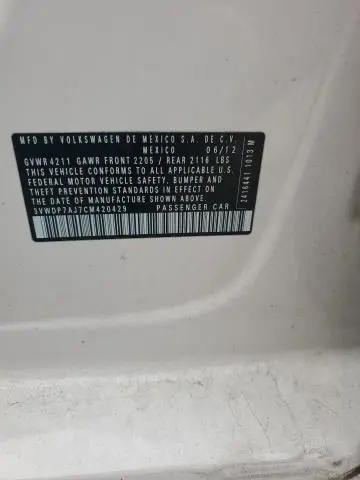 MFD. BY VOLKSWAGEN DE MEXICO S.A. DE C.V.
MEXICO 06/12
GVWR 4211 GAWR FRONT 2205 / REAR 2116 LBS
THIS VEHICLE CONFORMS TO ALL APPLICABLE U.S.
FEDERAL MOTOR VEHICLE SAFETY, BUMPER AND
THEFT PREVENTION STANDARDS IN EFFECT ON
THE DATE OF MANUFACTURE SHOWN ABOVE.
3VWDP7AJ7CM420429 PASSENGER CAR
2416441 1013 M